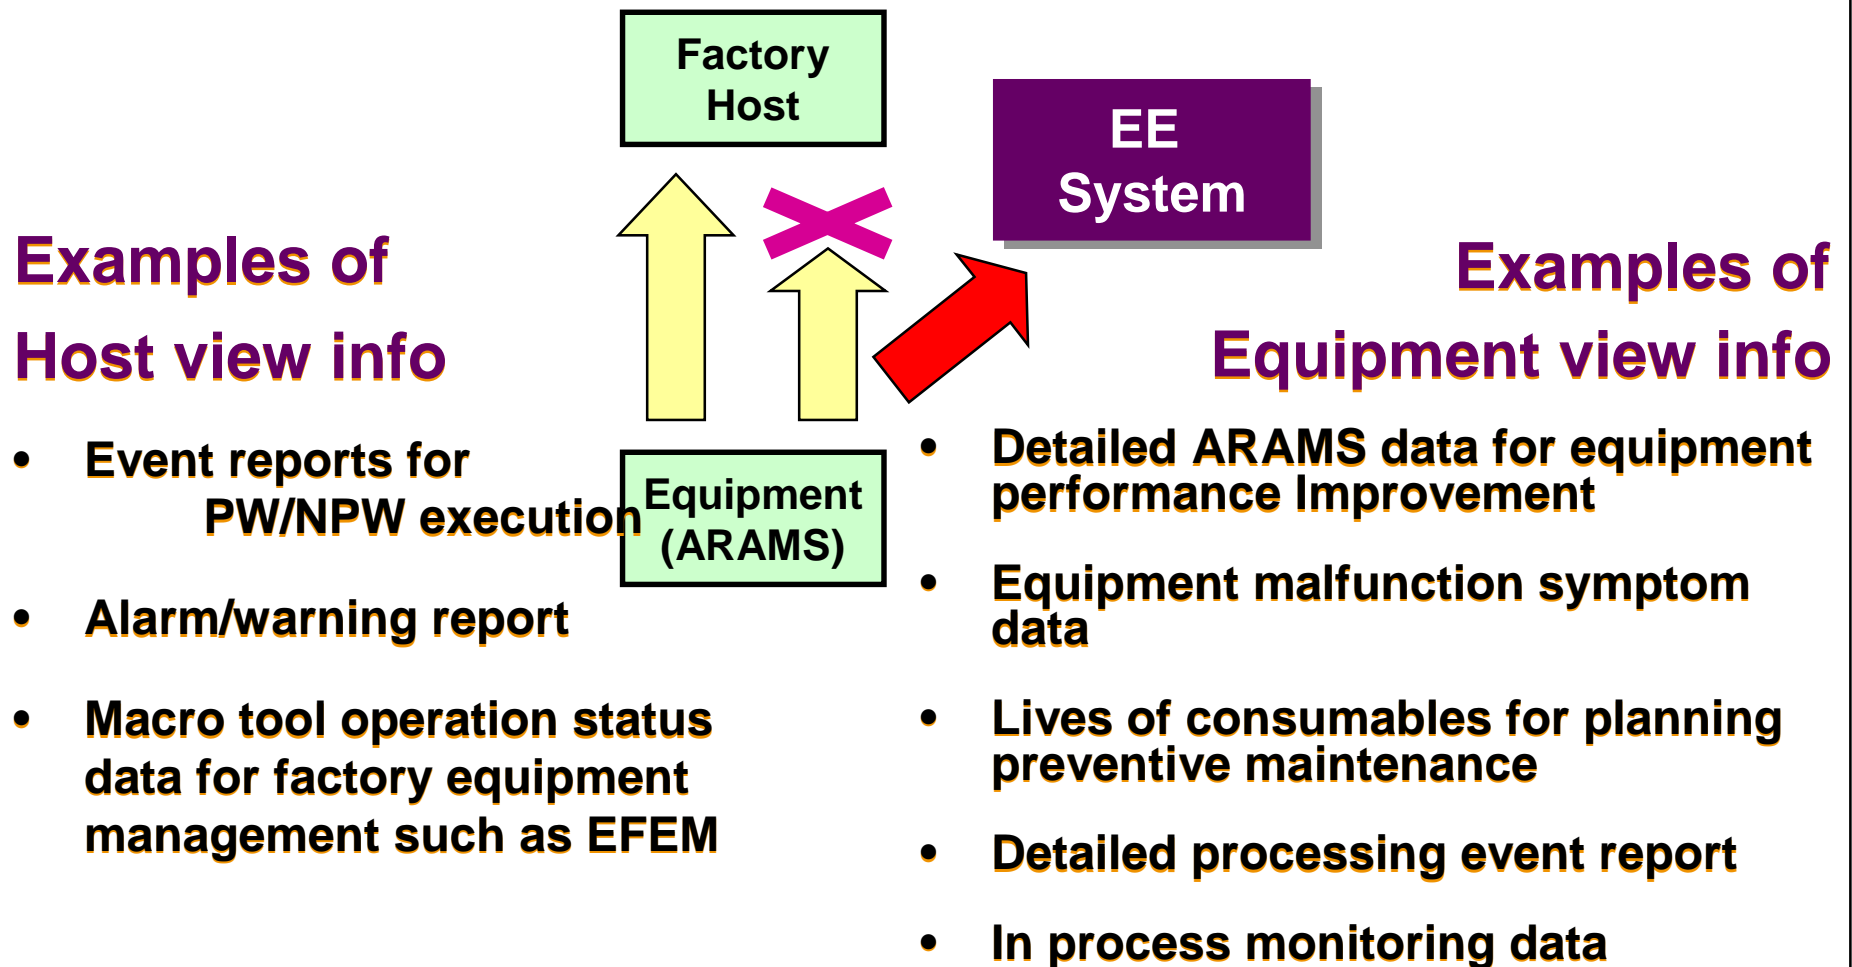 Factory
Host
EE
System
Examples of
Host view info
• Event reports for
PW/NPW execution
• Alarm/warning report
• Macro tool operation status
data for factory equipment
management such as EFEM
Equipment
(ARAMS)
Examples of
Equipment view info
• Detailed ARAMS data for equipment
performance Improvement
• Equipment malfunction symptom
data
• Lives of consumables for planning
preventive maintenance
• Detailed processing event report
• In process monitoring data